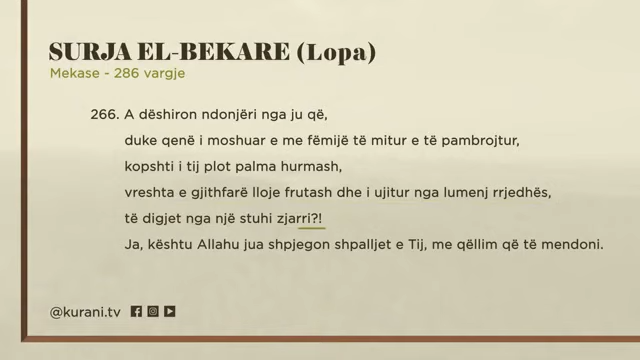 SURJA EL-BEKARE (Lopa)
Mekase - 286 vargje
266. A dëshiron ndonjëri nga ju që,
duke qenë i moshuar e me fëmijë të mitur e të pambrojtur,
kopshti i tij plot palma hurmash,
vreshta e gjithfarë lloje frutash dhe i ujitur nga lumenj rrjedhës,
të digjet nga një stuhi zjarri?!
Ja, kështu Allahu jua shpjegon shpalljet e Tij, me qëllim që të mendoni.
@kurani.tv